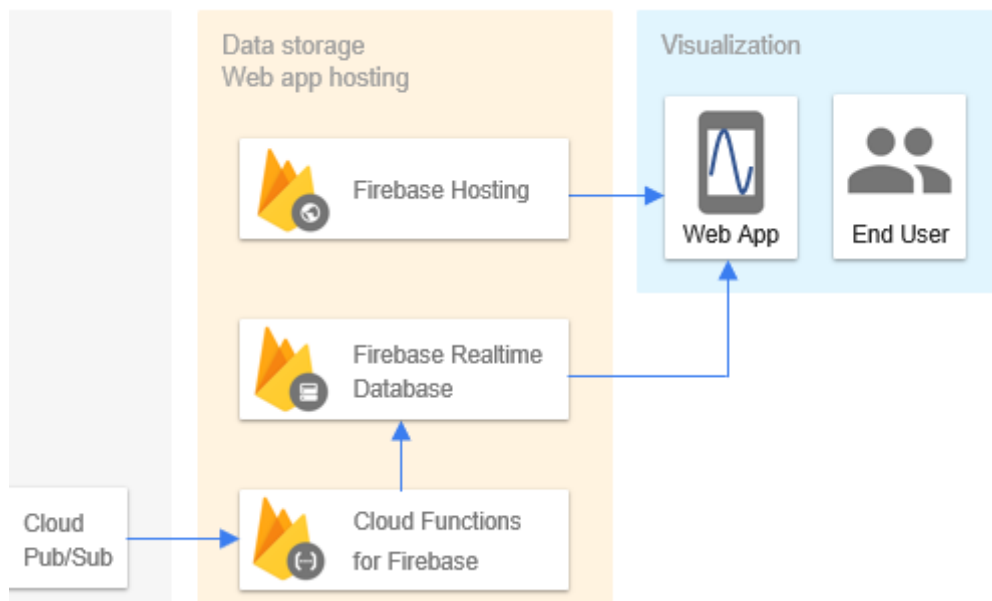 Data storage
Web app hosting
Visualization
Firebase Hosting
Web App
End User
Firebase Realtime
Database
Cloud
Pub/Sub
Cloud Functions
for Firebase